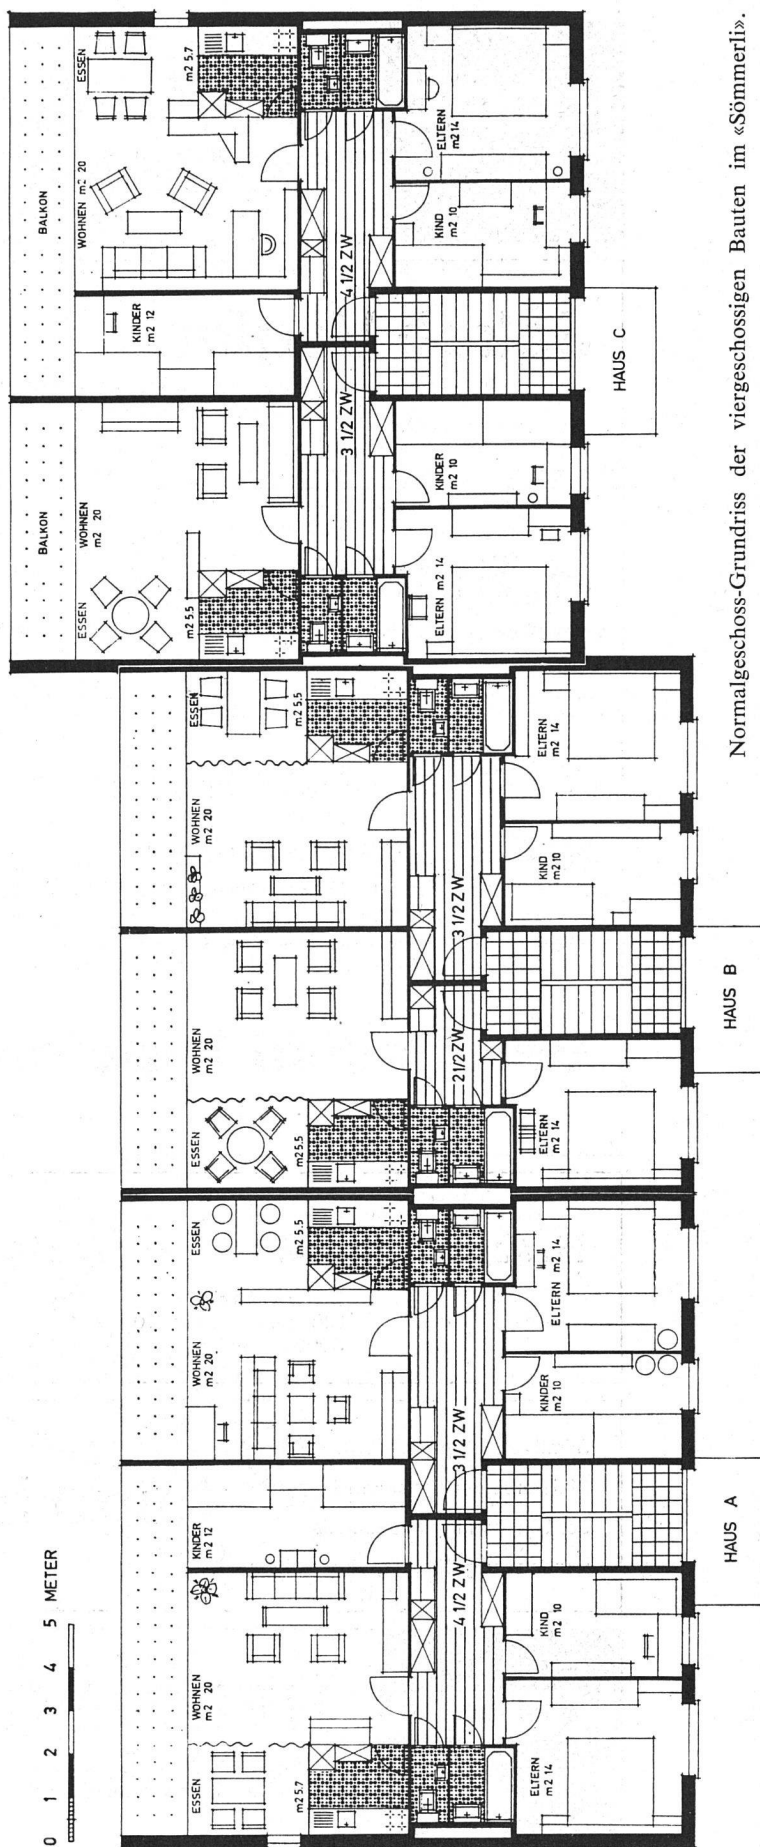 Normalgeschoss-Grundriss der viergeschossigen Bauten im «Sömmerli».
0 1 2 3 4 5 METER
ESSEN
m2 5.7
WOHNEN
m2 20
KINDER
m2 12
4 1/2 ZW
ELTERN
m2 14
KIND
m2 10
HAUS A
WOHNEN
m2 20
ESSEN
m2 5.5
3 1/2 ZW
KINDER
m2 10
ELTERN m2 14
ESSEN
m2 5.5
WOHNEN
m2 20
2 1/2 ZW
ELTERN
m2 14
HAUS B
WOHNEN
m2 20
ESSEN
m2 5.5
3 1/2 ZW
KIND
m2 10
ELTERN
m2 14
BALKON
ESSEN
m2 5.5
WOHNEN
m2 20
3 1/2 ZW
ELTERN m2 14
KINDER
m2 10
HAUS C
BALKON
KINDER
m2 12
WOHNEN m2 20
ESSEN
m2 5.7
4 1/2 ZW
KIND
m2 10
ELTERN
m2 14